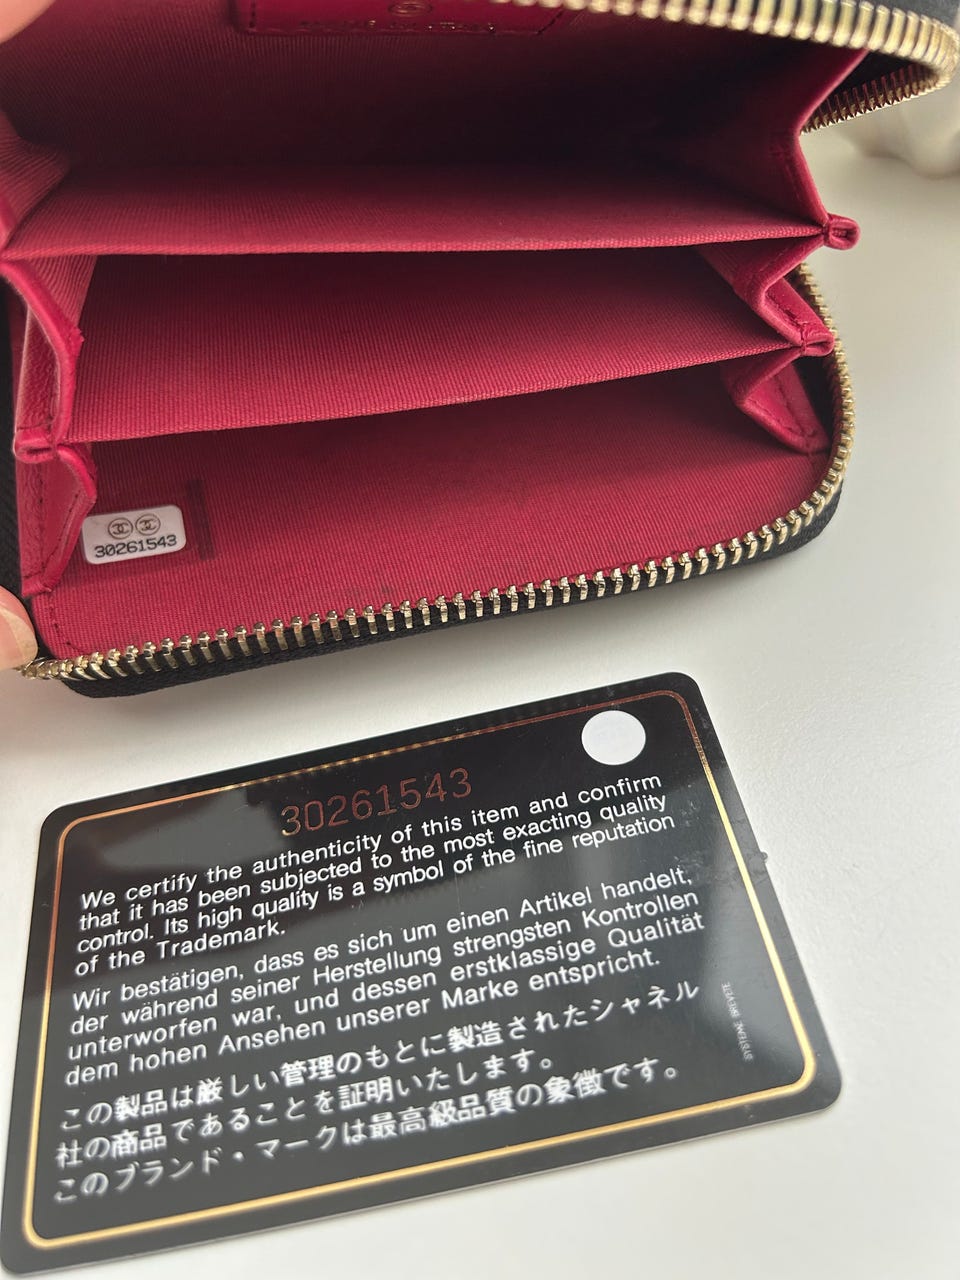 30261543
30261543
We certify the authenticity of this item and confirm
that it has been subjected to the most exacting quality
control. Its high quality is a symbol of the fine reputation
of the Trademark.
Wir bestätigen, dass es sich um einen Artikel handelt,
der während seiner Herstellung strengsten Kontrollen
unterworfen war, und dessen erstklassige Qualität
dem hohen Ansehen unserer Marke entspricht.
この製品は厳しい管理のもとに製造されたシャネル
社の商品であることを証明いたします。
このブランド・マークは最高級品質の象徴です。
SYSTEME BREVETE